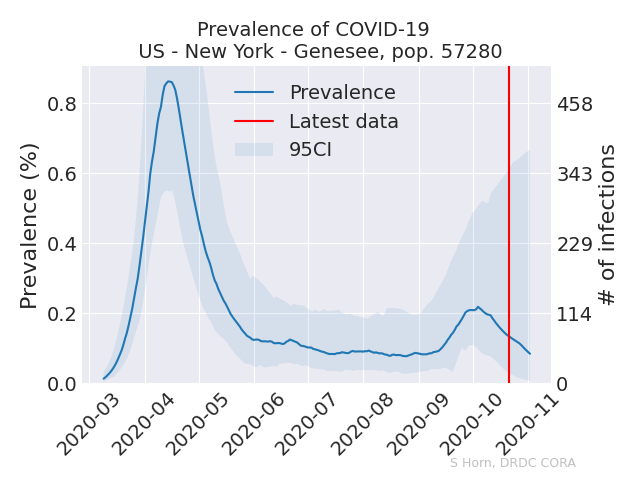 Prevalence of COVID-19
US - New York - Genesee, pop. 57280
Prevalence
Latest data
95CI
Prevalence (%)
0.8
0.6
0.4
0.2
0.0
# of infections
458
343
229
114
0
2020-03
2020-04
2020-05
2020-06
2020-07
2020-08
2020-09
2020-10
2020-11
S Horn, DRDC CORA